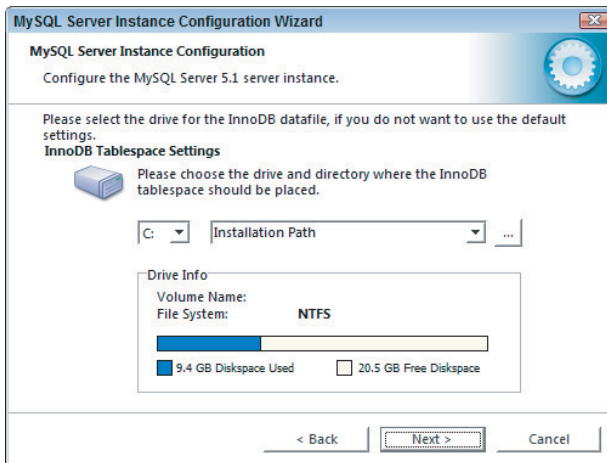 MySQL Server Instance Configuration Wizard
MySQL Server Instance Configuration
Configure the MySQL Server 5.1 server instance.
Please select the drive for the InnoDB datafile, if you do not want to use the default
settings.
InnoDB Tablespace Settings
Please choose the drive and directory where the InnoDB
tablespace should be placed.
C: Installation Path ...
Drive Info
Volume Name:
File System: NTFS
9.4 GB Diskspace Used 20.5 GB Free Diskspace
< Back Next > Cancel